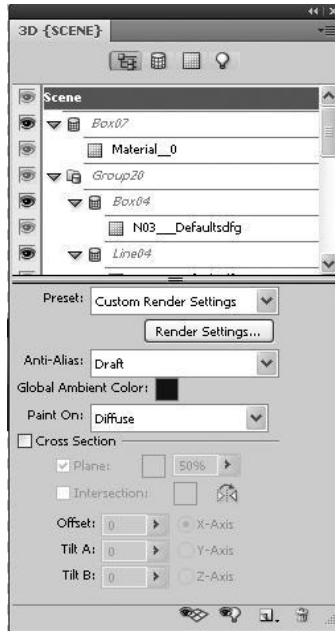 3D {SCENE}
Scene
Box07
Material__0
Group20
Box04
N03___Defaultsdfg
Line04
Preset: Custom Render Settings
Render Settings...
Anti-Alias: Draft
Global Ambient Color:
Paint On: Diffuse
Cross Section
Plane: 50%
Intersection:
Offset: 0 X-Axis
Tilt A: 0 Y-Axis
Tilt B: 0 Z-Axis